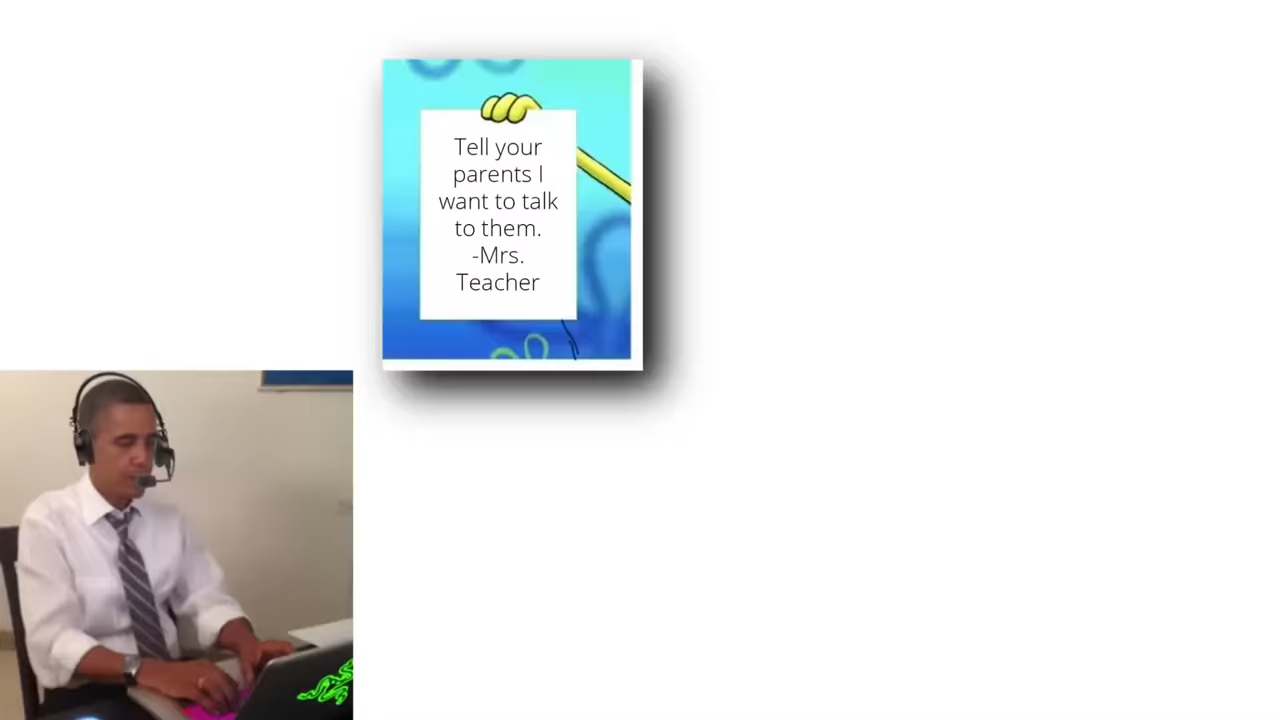 Tell your
parents I
want to talk
to them.
-Mrs.
Teacher